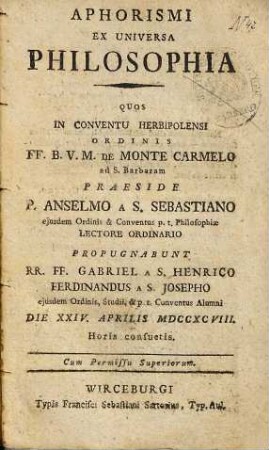 APHORISMI
EX UNIVERSA
PHILOSOPHIA
QUOS
IN CONVENTU HERBIPOLENSI
ORDINIS
FF. B. V. M. DE MONTE CARMELO
ad S. Barbaram
PRAESIDE
P. ANSELMO A S. SEBASTIANO
ejusdem Ordinis & Conventus p. t. Philosophiæ
LECTORE ORDINARIO
PROPUGNABUNT
RR. FF. GABRIEL A S. HENRICO
FERDINANDUS A S. JOSEPHO
ejusdem Ordinis, Studii, & p. t. Conventus Alumni
DIE XXIV. APRILIS MDCCXCVIII.
Horis consuetis.
Cum Permissu Superiorum.
WIRCEBURGI
Typis Francisci Sebastiani Sartorius, Typ. Aul.